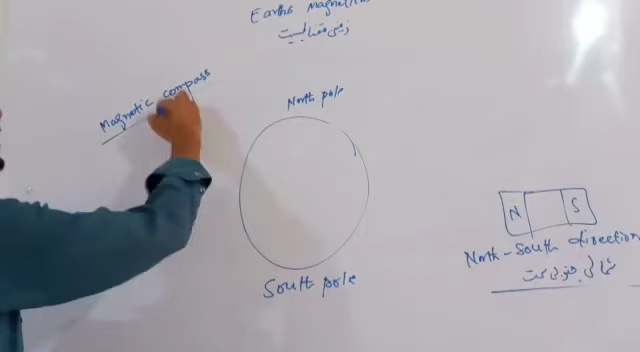 Earths magnetism
زمینی مقناطیسیت
Magnetic compass
North pole
South pole
N S
North-South direction
شمالی جنوبی سمت